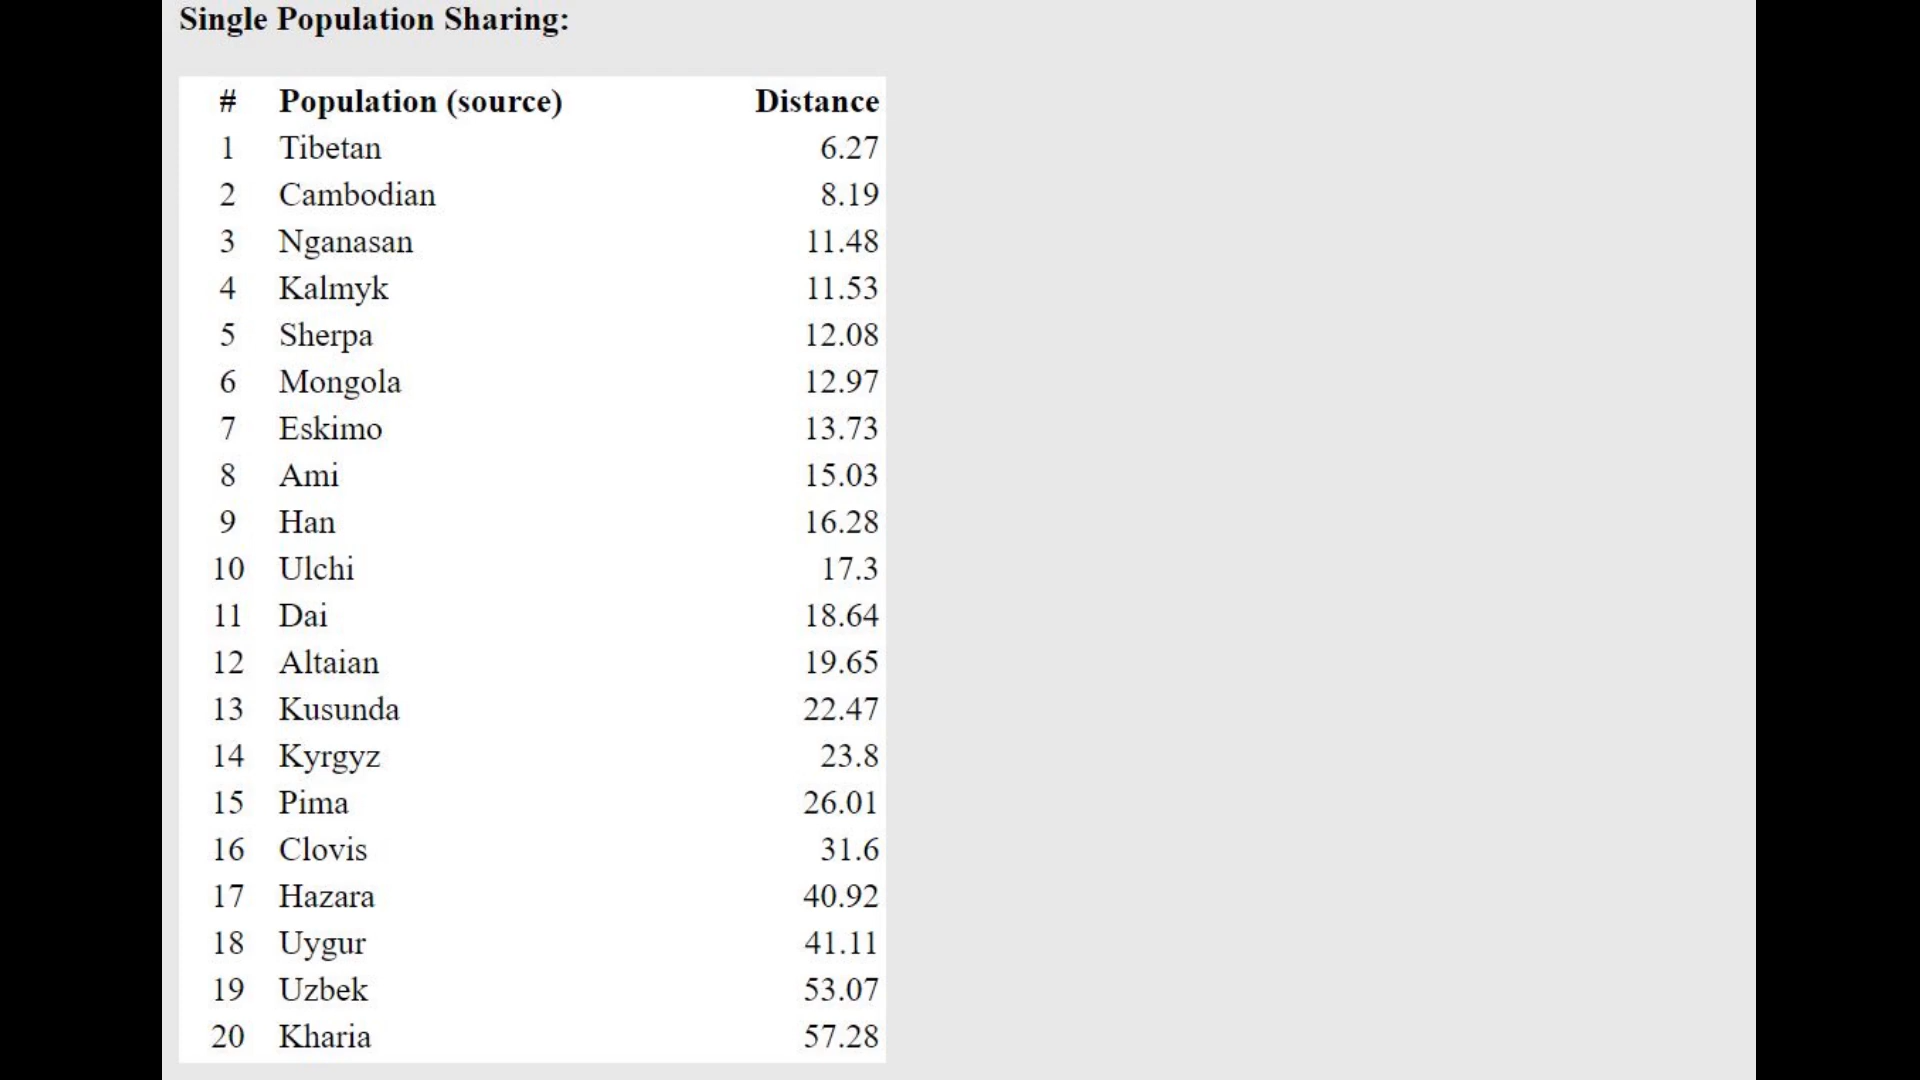 Single Population Sharing:
# Population (source) Distance
1 Tibetan 6.27
2 Cambodian 8.19
3 Nganasan 11.48
4 Kalmyk 11.53
5 Sherpa 12.08
6 Mongola 12.97
7 Eskimo 13.73
8 Ami 15.03
9 Han 16.28
10 Ulchi 17.3
11 Dai 18.64
12 Altaian 19.65
13 Kusunda 22.47
14 Kyrgyz 23.8
15 Pima 26.01
16 Clovis 31.6
17 Hazara 40.92
18 Uygur 41.11
19 Uzbek 53.07
20 Kharia 57.28